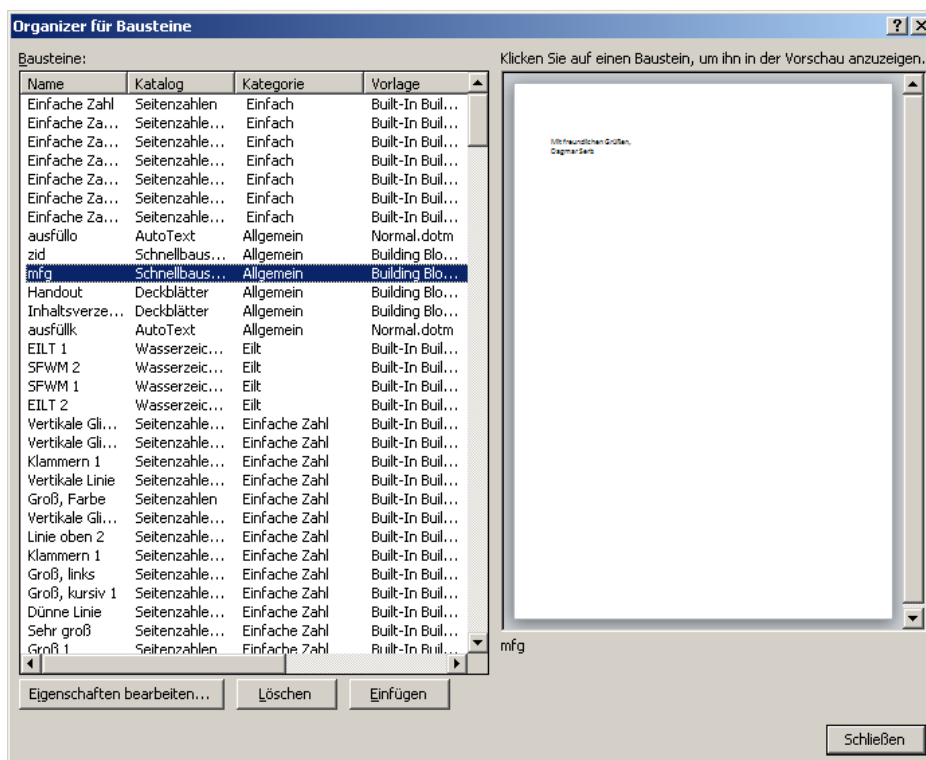 Organizer für Bausteine
Bausteine:
Klicken Sie auf einen Baustein, um ihn in der Vorschau anzuzeigen.
Name Katalog Kategorie Vorlage
Einfache Zahl Seitenzahlen Einfach Built-In Buil...
Einfache Za... Seitenzahle... Einfach Built-In Buil...
Einfache Za... Seitenzahle... Einfach Built-In Buil...
Einfache Za... Seitenzahle... Einfach Built-In Buil...
Einfache Za... Seitenzahle... Einfach Built-In Buil...
Einfache Za... Seitenzahle... Einfach Built-In Buil...
Einfache Za... Seitenzahle... Einfach Built-In Buil...
ausfüllo AutoText Allgemein Normal.dotm
zid Schnellbaus... Allgemein Building Blo...
mfg Schnellbaus... Allgemein Building Blo...
Handout Deckblätter Allgemein Building Blo...
Inhaltsverze... Deckblätter Allgemein Building Blo...
ausfüllk AutoText Allgemein Normal.dotm
EILT 1 Wasserzeic... Eilt Built-In Buil...
SFWM 2 Wasserzeic... Eilt Built-In Buil...
SFWM 1 Wasserzeic... Eilt Built-In Buil...
EILT 2 Wasserzeic... Eilt Built-In Buil...
Vertikale Gli... Seitenzahle... Einfache Zahl Built-In Buil...
Vertikale Gli... Seitenzahle... Einfache Zahl Built-In Buil...
Klammern 1 Seitenzahle... Einfache Zahl Built-In Buil...
Vertikale Linie Seitenzahle... Einfache Zahl Built-In Buil...
Groß, Farbe Seitenzahlen Einfache Zahl Built-In Buil...
Vertikale Gli... Seitenzahle... Einfache Zahl Built-In Buil...
Linie oben 2 Seitenzahle... Einfache Zahl Built-In Buil...
Klammern 1 Seitenzahle... Einfache Zahl Built-In Buil...
Groß, links Seitenzahle... Einfache Zahl Built-In Buil...
Groß, kursiv 1 Seitenzahle... Einfache Zahl Built-In Buil...
Dünne Linie Seitenzahle... Einfache Zahl Built-In Buil...
Sehr groß Seitenzahle... Einfache Zahl Built-In Buil...
Groß 1 Seitenzahlen Einfache Zahl Built-In Buil...
Mit freundlichen Grüßen,
Dagmar Serb
mfg
Eigenschaften bearbeiten... Löschen Einfügen
Schließen